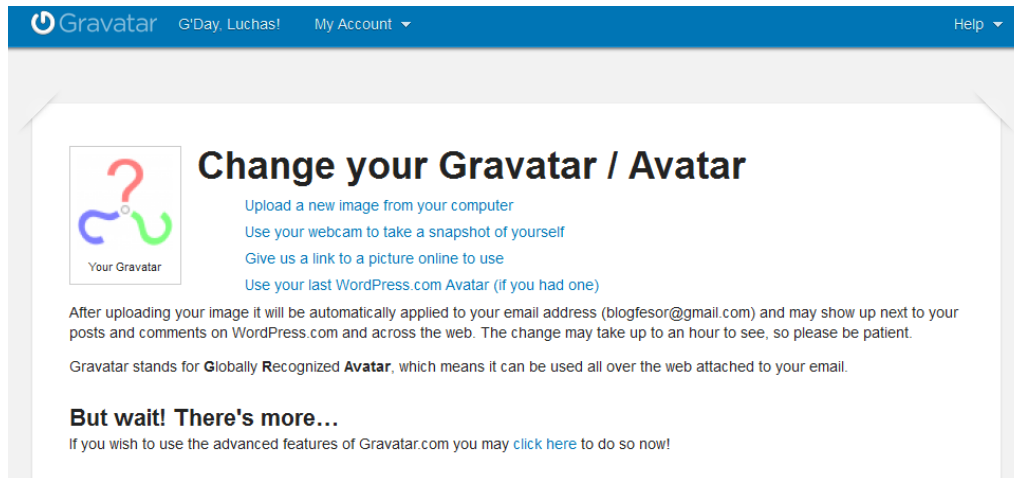 Gravatar G'Day, Luchas! My Account Help
Change your Gravatar / Avatar
Upload a new image from your computer
Use your webcam to take a snapshot of yourself
Give us a link to a picture online to use
Use your last WordPress.com Avatar (if you had one)
Your Gravatar
After uploading your image it will be automatically applied to your email address (blogfesor@gmail.com) and may show up next to your
posts and comments on WordPress.com and across the web. The change may take up to an hour to see, so please be patient.
Gravatar stands for Globally Recognized Avatar, which means it can be used all over the web attached to your email.
But wait! There's more...
If you wish to use the advanced features of Gravatar.com you may click here to do so now!